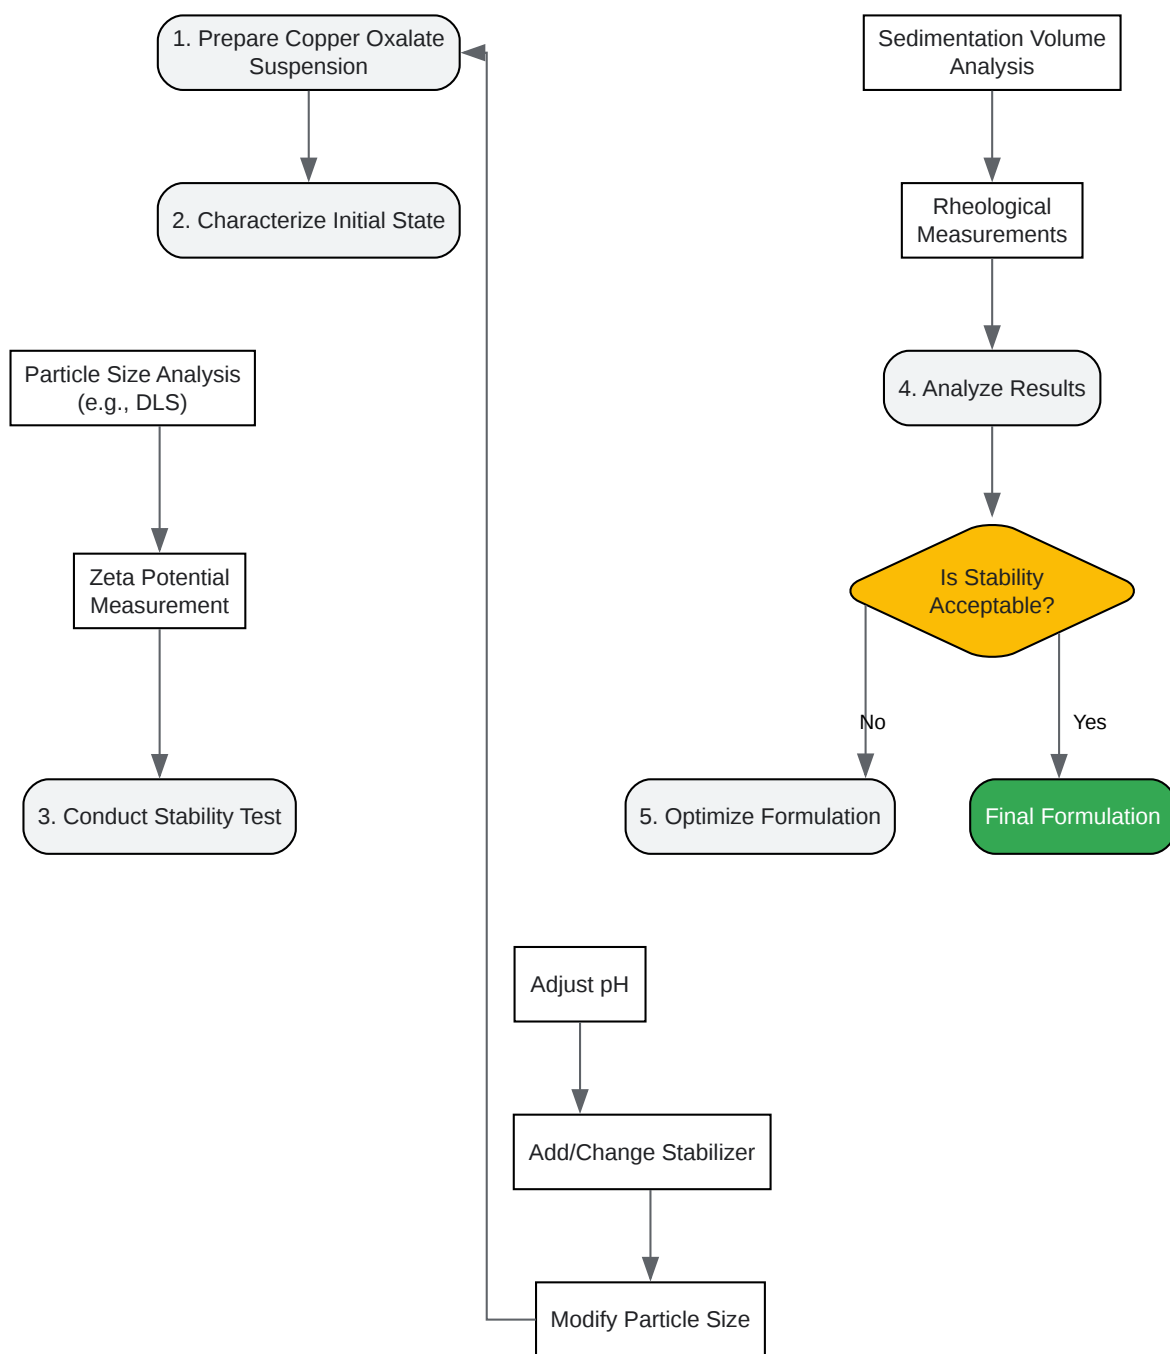 1. Prepare Copper Oxalate
Suspension
2. Characterize Initial State
Particle Size Analysis
(e.g., DLS)
Zeta Potential
Measurement
3. Conduct Stability Test
Sedimentation Volume
Analysis
Rheological
Measurements
4. Analyze Results
Is Stability
Acceptable?
No
Yes
5. Optimize Formulation
Final Formulation
Adjust pH
Add/Change Stabilizer
Modify Particle Size